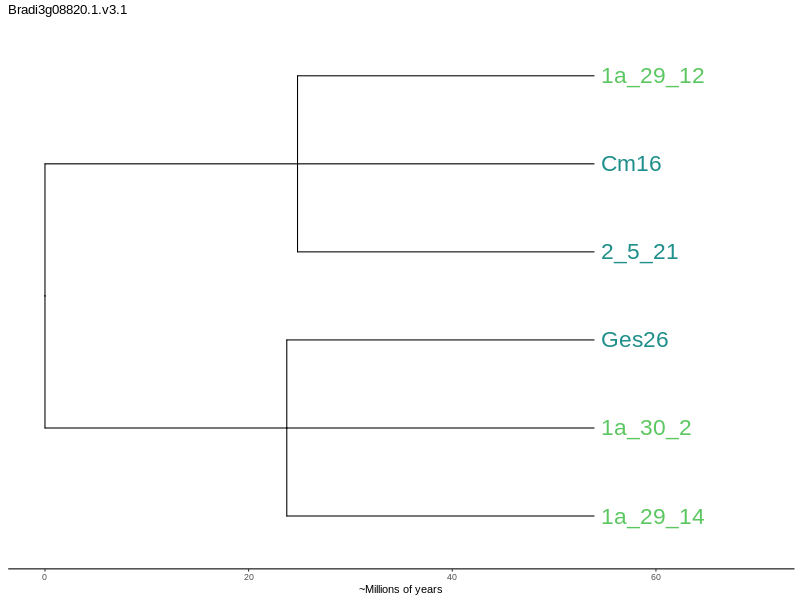 Bradi3g08820.1.v3.1
1a_29_12
Cm16
2_5_21
Ges26
1a_30_2
1a_29_14
0 20 40 60
~Millions of years